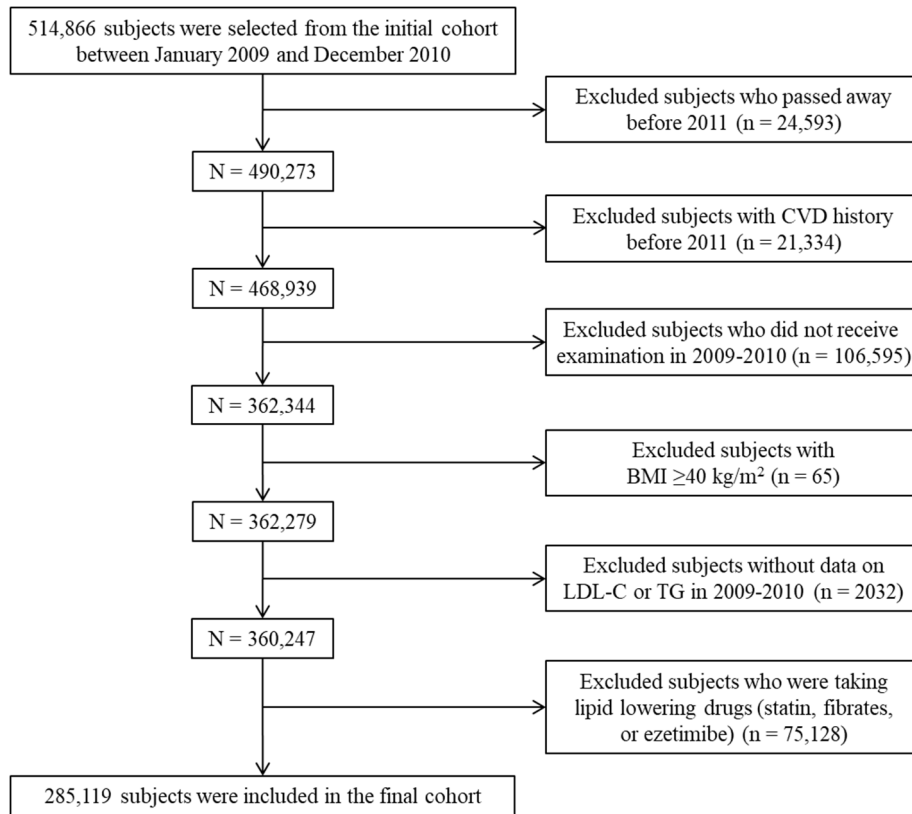 514,866 subjects were selected from the initial cohort
between January 2009 and December 2010
Excluded subjects who passed away
before 2011 (n = 24,593)
N = 490,273
Excluded subjects with CVD history
before 2011 (n = 21,334)
N = 468,939
Excluded subjects who did not receive
examination in 2009-2010 (n = 106,595)
N = 362,344
Excluded subjects with
BMI ≥40 kg/m² (n = 65)
N = 362,279
Excluded subjects without data on
LDL-C or TG in 2009-2010 (n = 2032)
N = 360,247
Excluded subjects who were taking
lipid lowering drugs (statin, fibrates,
or ezetimibe) (n = 75,128)
285,119 subjects were included in the final cohort